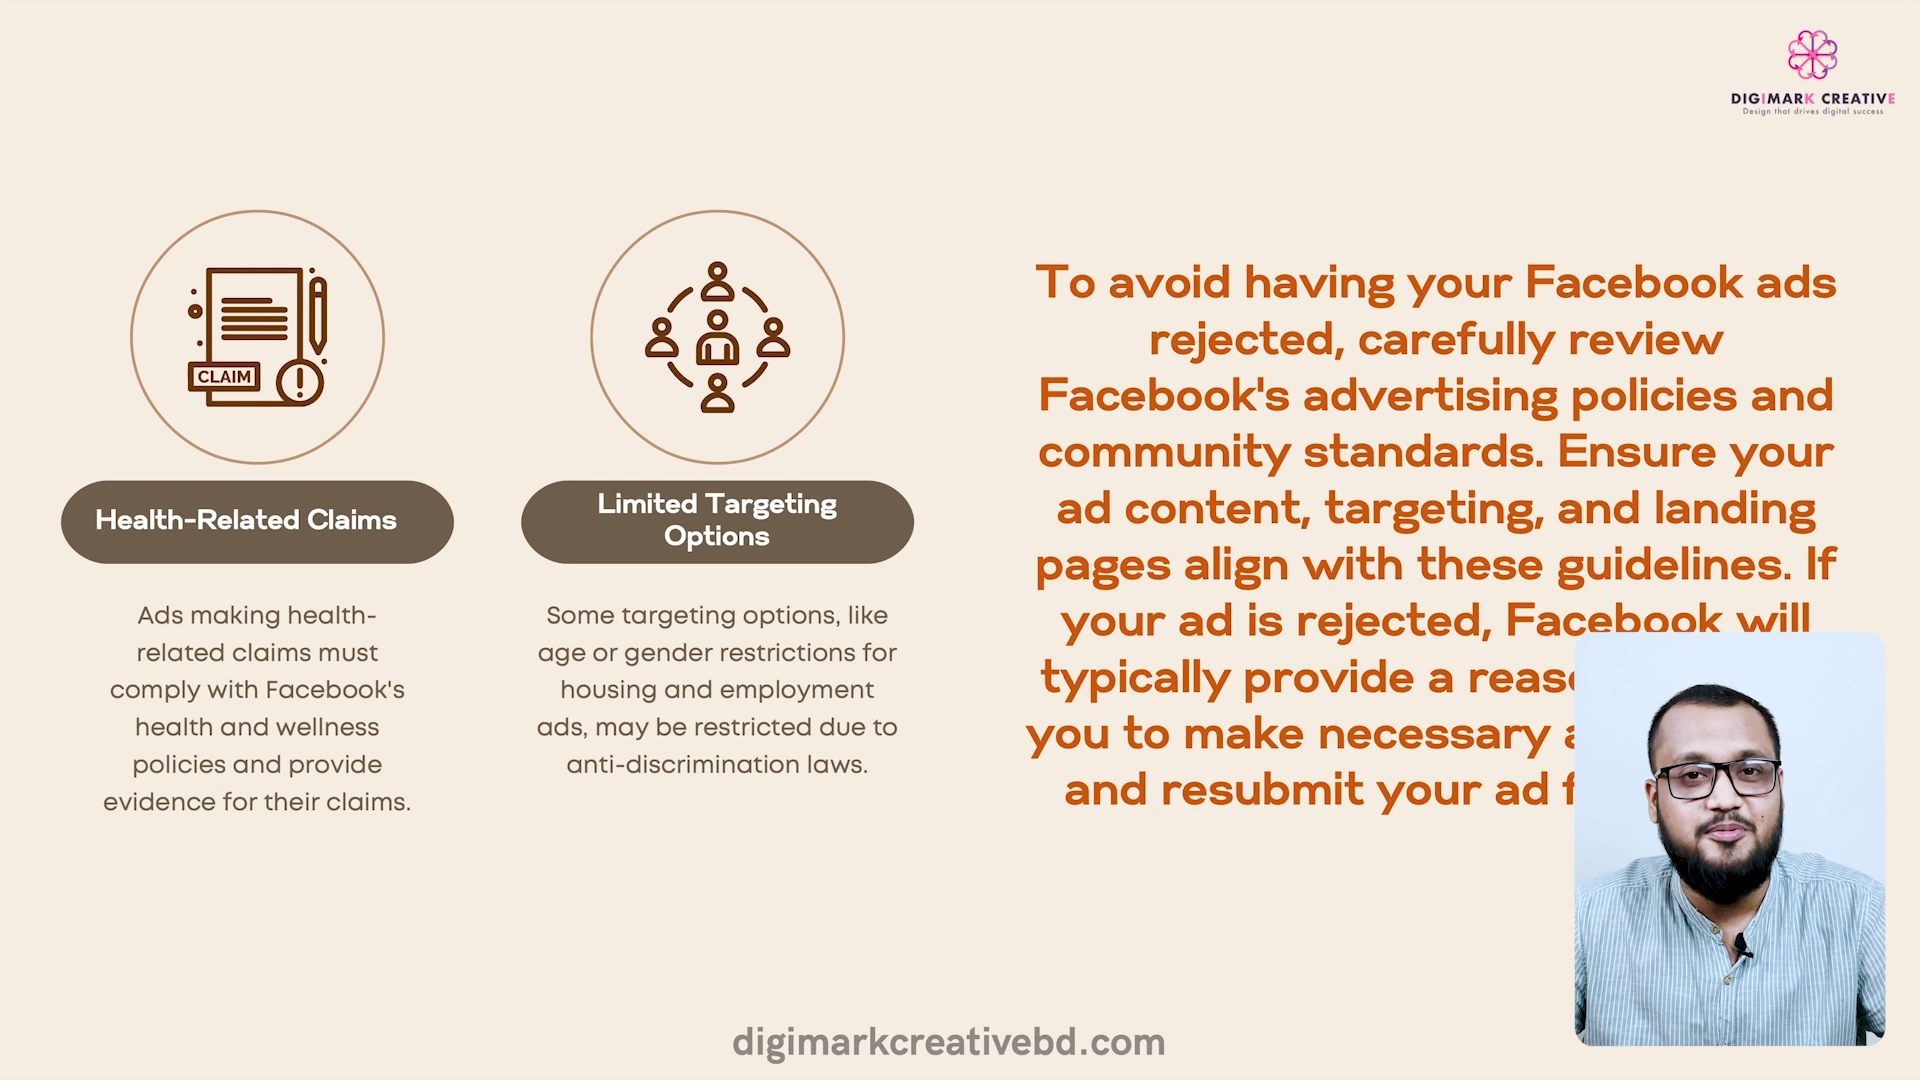 DIGIMARK CREATIVE
Design that drives digital success
CLAIM
Health-Related Claims
Ads making health-
related claims must
comply with Facebook's
health and wellness
policies and provide
evidence for their claims.
Limited Targeting
Options
Some targeting options, like
age or gender restrictions for
housing and employment
ads, may be restricted due to
anti-discrimination laws.
To avoid having your Facebook ads
rejected, carefully review
Facebook's advertising policies and
community standards. Ensure your
ad content, targeting, and landing
pages align with these guidelines. If
your ad is rejected, Facebook will
typically provide a
you to make necessary
and resubmit your ad
digimarkcreativebd.com